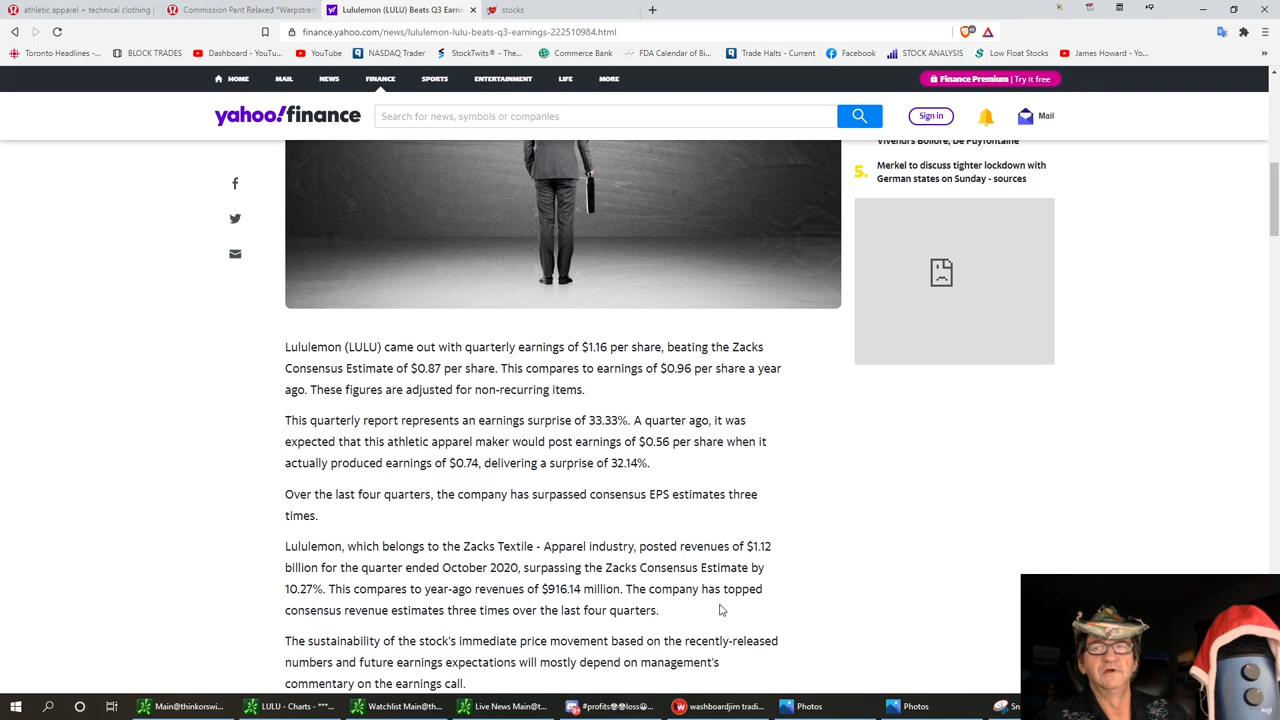 athletic apparel + technical clothing |
Commission Pant Relaxed *Warpstrem
Lululemon (LULU) Beats Q3 Earni
stocks
finance.yahoo.com/news/lululemon-lulu-beats-q3-earnings-222510984.html
Toronto Headlines -...
BLOCK TRADES
Dashboard - YouTu...
YouTube
NASDAQ Trader
StockTwits® - The...
Commerce Bank
FDA Calendar of Bi...
Trade Halts - Current
Facebook
STOCK ANALYSIS
Low Float Stocks
James Howard - Yo...
HOME MAIL NEWS FINANCE SPORTS ENTERTAINMENT LIFE MORE
Finance Premium | Try it free
yahoo!finance
Search for news, symbols or companies
Sign in
Mail
Vivendi's Bollore, De Puyfontaine
5. Merkel to discuss tighter lockdown with
German states on Sunday - sources
Lululemon (LULU) came out with quarterly earnings of $1.16 per share, beating the Zacks
Consensus Estimate of $0.87 per share. This compares to earnings of $0.96 per share a year
ago. These figures are adjusted for non-recurring items.
This quarterly report represents an earnings surprise of 33.33%. A quarter ago, it was
expected that this athletic apparel maker would post earnings of $0.56 per share when it
actually produced earnings of $0.74, delivering a surprise of 32.14%.
Over the last four quarters, the company has surpassed consensus EPS estimates three
times.
Lululemon, which belongs to the Zacks Textile - Apparel industry, posted revenues of $1.12
billion for the quarter ended October 2020, surpassing the Zacks Consensus Estimate by
10.27%. This compares to year-ago revenues of $916.14 million. The company has topped
consensus revenue estimates three times over the last four quarters.
The sustainability of the stock's immediate price movement based on the recently-released
numbers and future earnings expectations will mostly depend on management's
commentary on the earnings call.
Main@thinkorswi...
LULU - Charts - ***...
Watchlist Main@th...
Live News Main@t...
washboardjim tradi...
Photos
Photos
Sn
logi